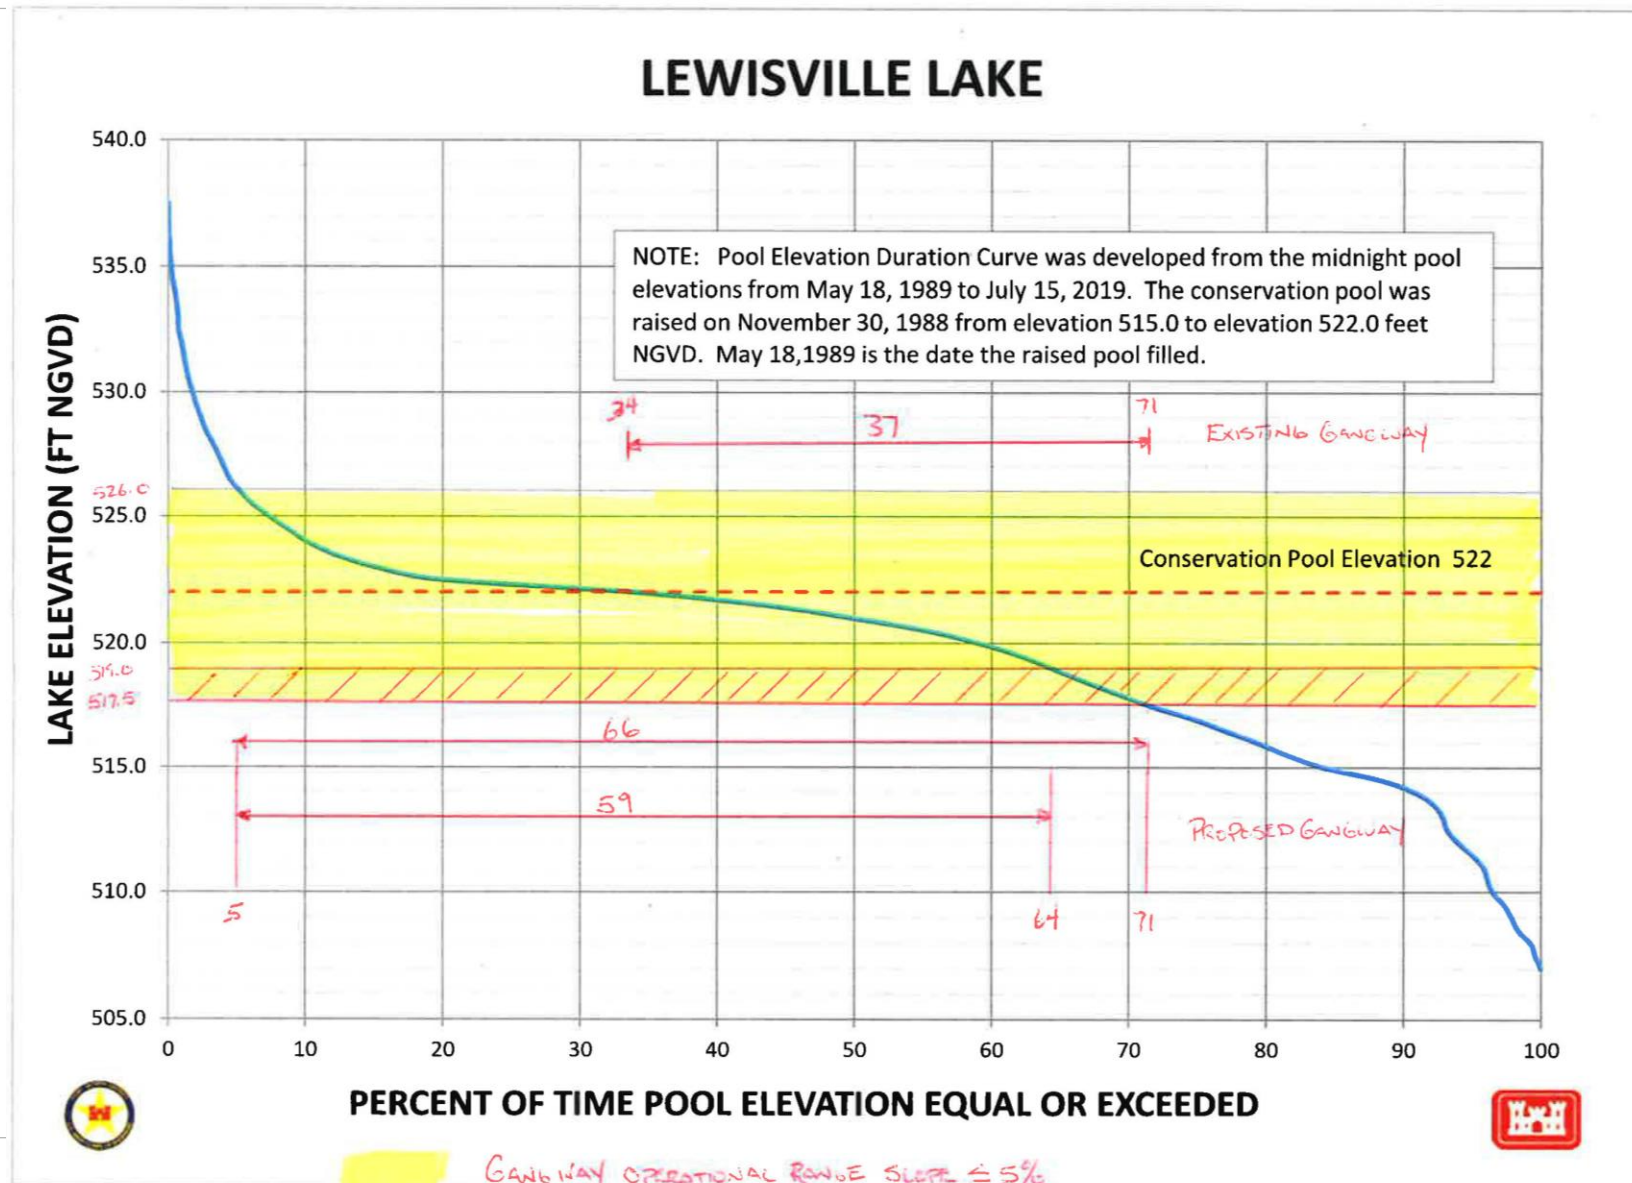 LEWISVILLE LAKE
540.0
NOTE: Pool Elevation Duration Curve was developed from the midnight pool
elevations from May 18, 1989 to July 15, 2019. The conservation pool was
raised on November 30, 1988 from elevation 515.0 to elevation 522.0 feet
NGVD. May 18,1989 is the date the raised pool filled.
535.0
530.0
34
37
71
EXISTING GANGWAY
526.0
525.0
Conservation Pool Elevation 522
520.0
519.0
517.5
66
515.0
59
PROPOSED GANGWAY
510.0
5
64
71
505.0
0 10 20 30 40 50 60 70 80 90 100
LAKE ELEVATION (FT NGVD)
PERCENT OF TIME POOL ELEVATION EQUAL OR EXCEEDED
GANGWAY OPERATIONAL RANGE SLOPE ≤ 5%